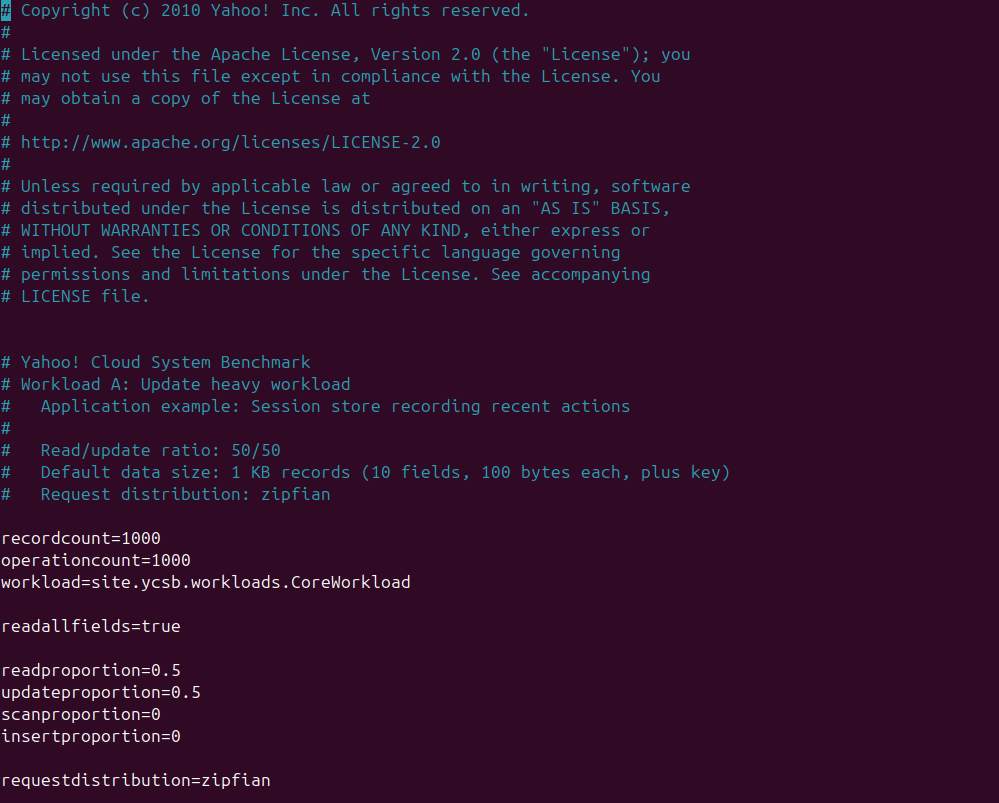 # Copyright (c) 2010 Yahoo! Inc. All rights reserved.
#
# Licensed under the Apache License, Version 2.0 (the "License"); you
# may not use this file except in compliance with the License. You
# may obtain a copy of the License at
#
# http://www.apache.org/licenses/LICENSE-2.0
#
# Unless required by applicable law or agreed to in writing, software
# distributed under the License is distributed on an "AS IS" BASIS,
# WITHOUT WARRANTIES OR CONDITIONS OF ANY KIND, either express or
# implied. See the License for the specific language governing
# permissions and limitations under the License. See accompanying
# LICENSE file.
# Yahoo! Cloud System Benchmark
# Workload A: Update heavy workload
#   Application example: Session store recording recent actions
#
#   Read/update ratio: 50/50
#   Default data size: 1 KB records (10 fields, 100 bytes each, plus key)
#   Request distribution: zipfian
recordcount=1000
operationcount=1000
workload=site.ycsb.workloads.CoreWorkload
readallfields=true
readproportion=0.5
updateproportion=0.5
scanproportion=0
insertproportion=0
requestdistribution=zipfian